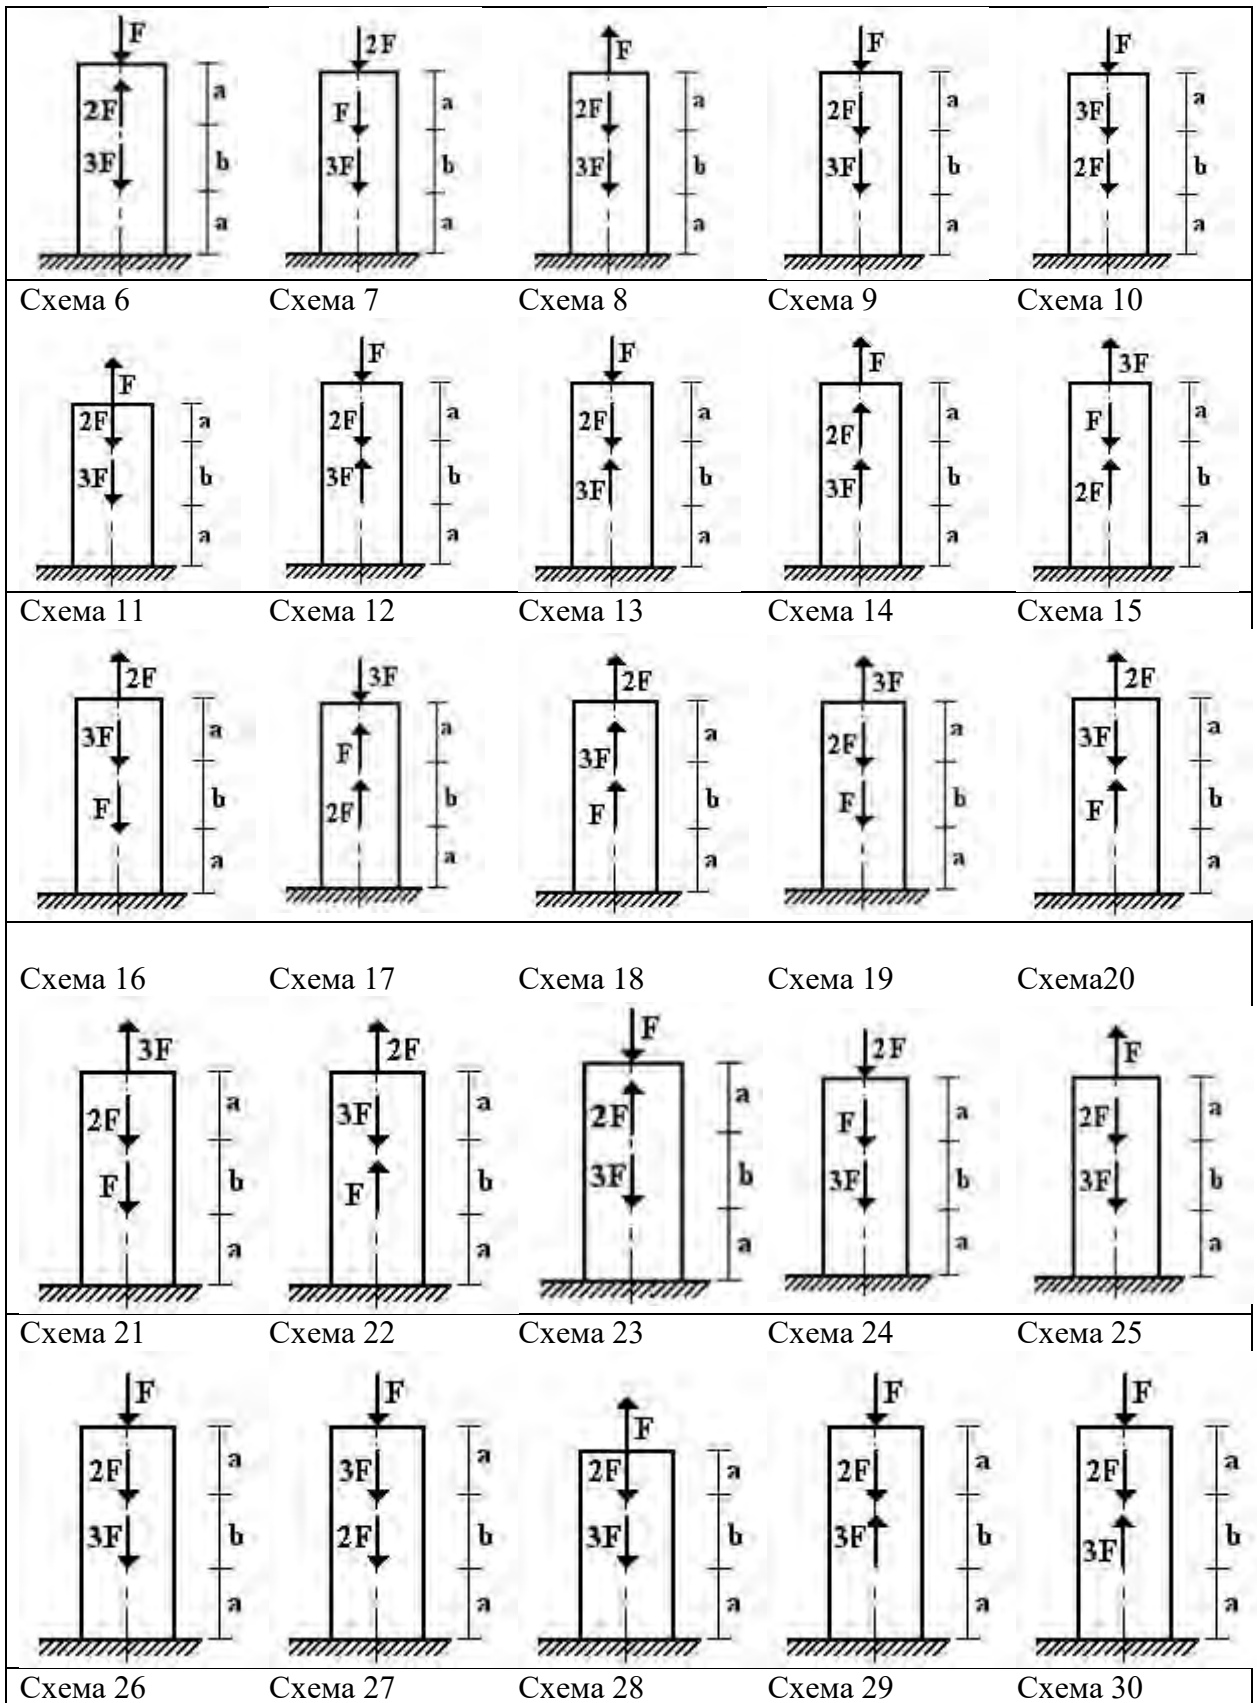 F 2F F F F
2F F 2F 2F 3F
3F 3F 3F 3F 2F
a a a a a
b b b b b
a a a a a
Схема 6 Схема 7 Схема 8 Схема 9 Схема 10
F F F F 3F
2F 2F 2F 2F F
3F 3F 3F 3F 2F
a a a a a
b b b b b
a a a a a
Схема 11 Схема 12 Схема 13 Схема 14 Схема 15
2F 3F 2F 3F 2F
3F F 3F 2F 3F
F 2F F F F
a a a a a
b b b b b
a a a a a
Схема 16 Схема 17 Схема 18 Схема 19 Схема20
3F 2F F 2F F
2F 3F 2F F 2F
F F 3F 3F 3F
a a a a a
b b b b b
a a a a a
Схема 21 Схема 22 Схема 23 Схема 24 Схема 25
F F F F F
2F 3F 2F 2F 2F
3F 2F 3F 3F 3F
a a a a a
b b b b b
a a a a a
Схема 26 Схема 27 Схема 28 Схема 29 Схема 30